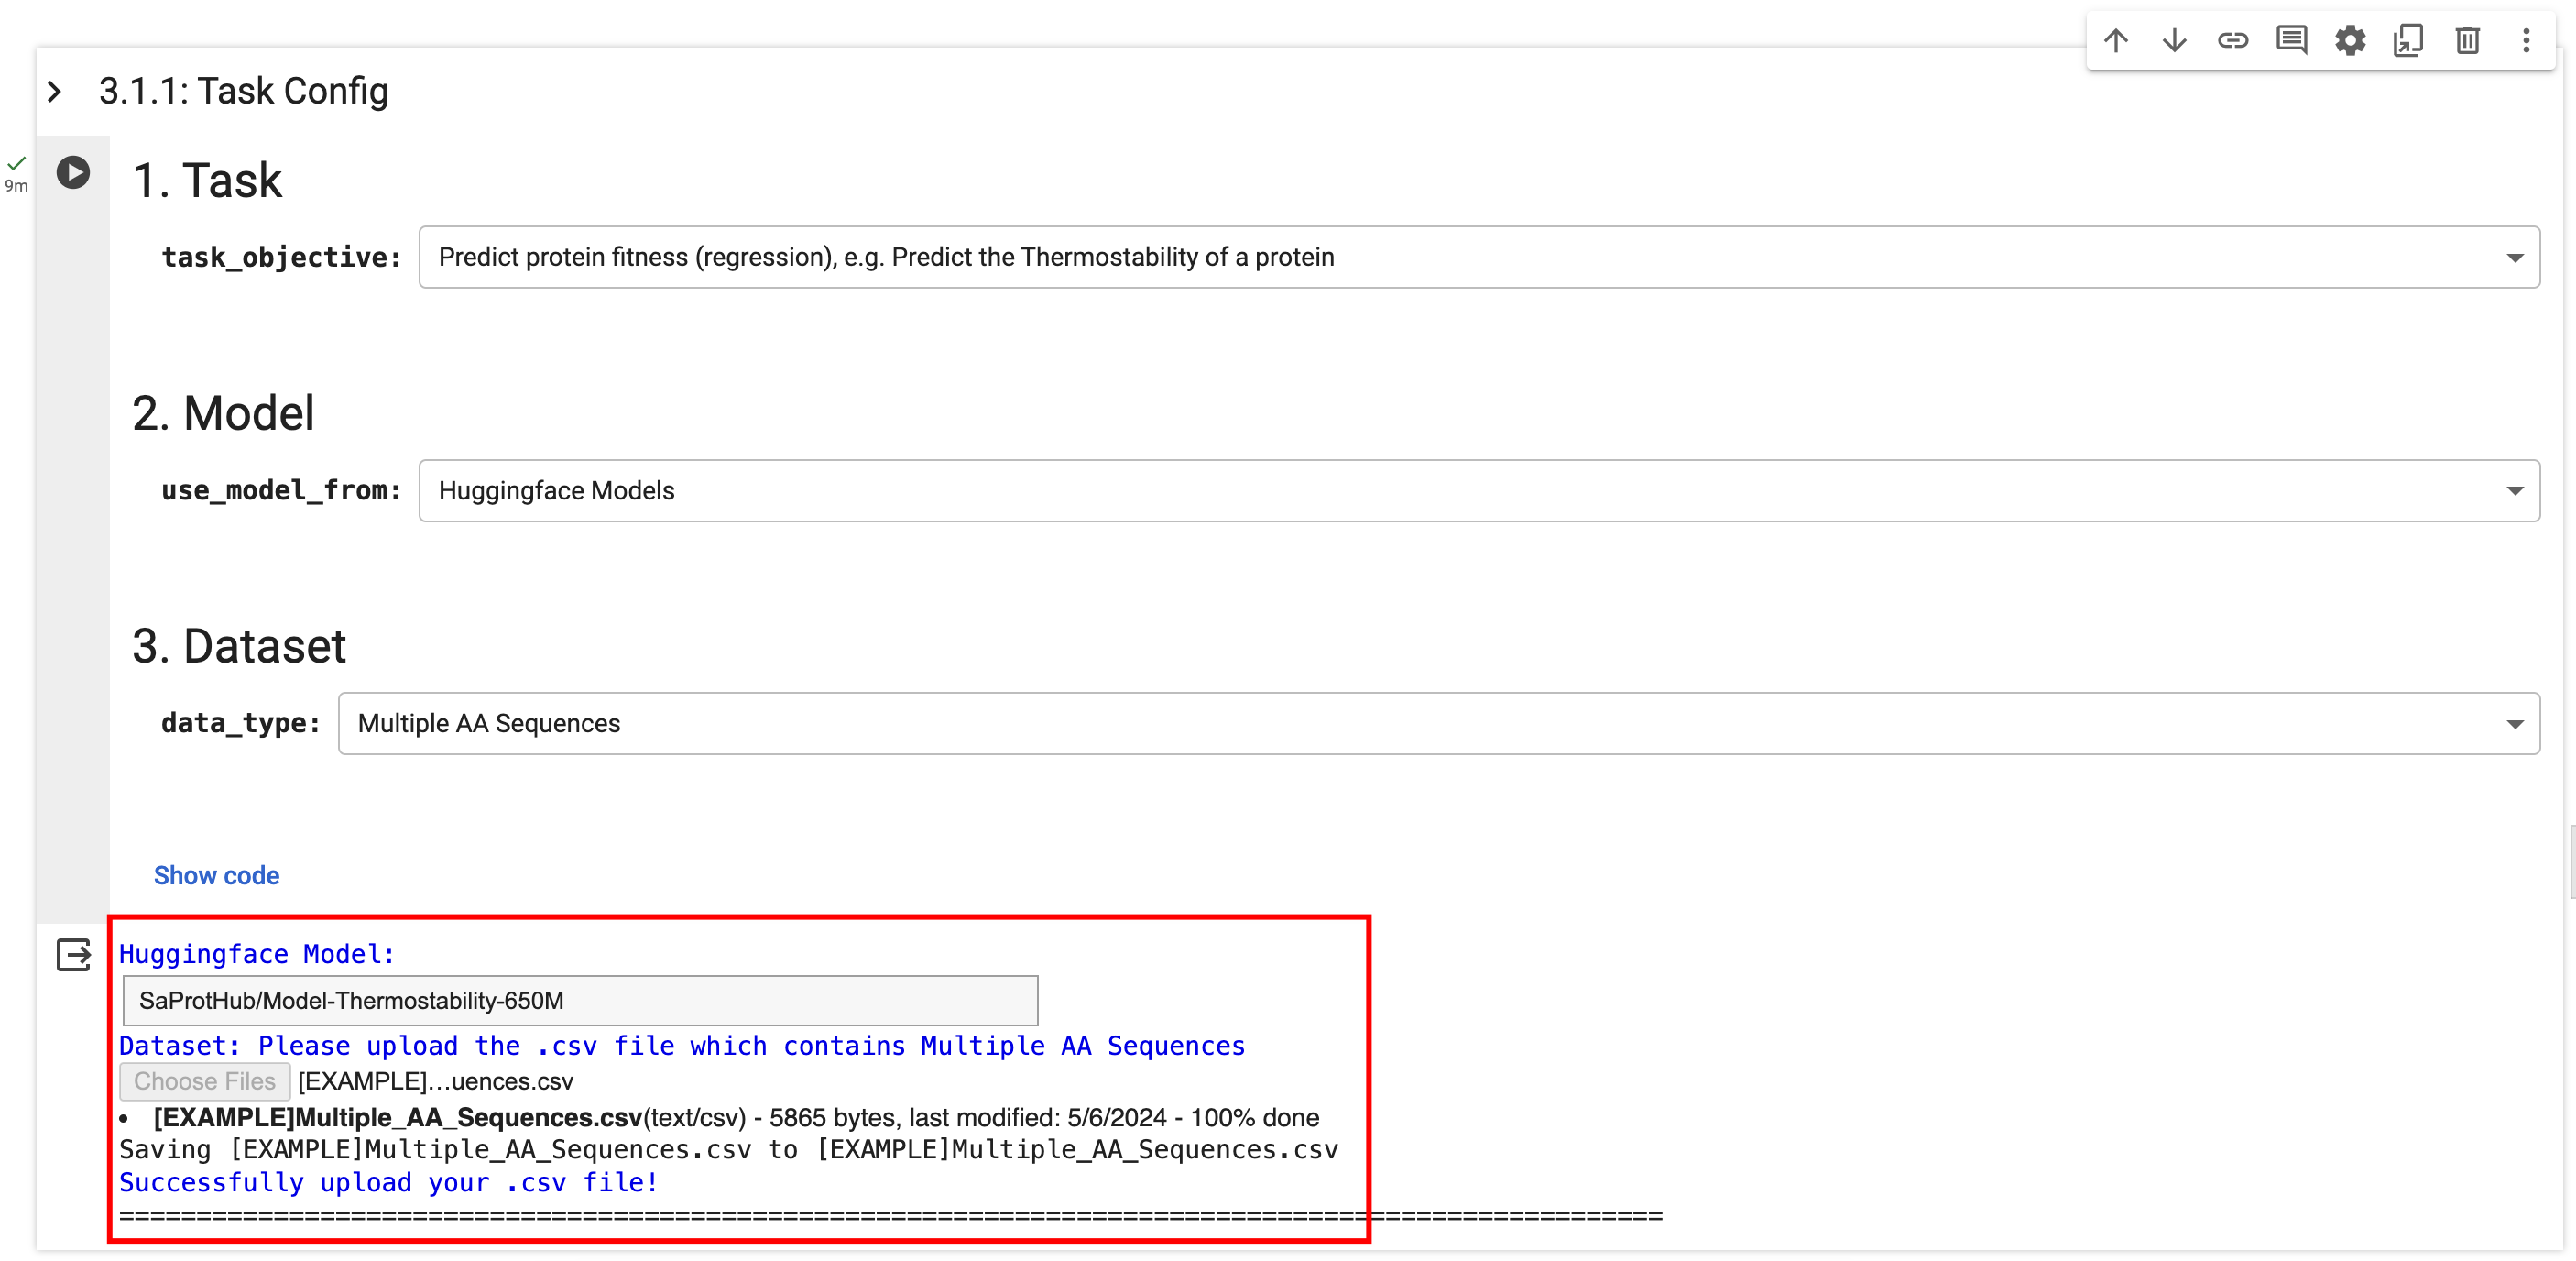 3.1.1: Task Config
9m
1. Task
task_objective: Predict protein fitness (regression), e.g. Predict the Thermostability of a protein
2. Model
use_model_from: Huggingface Models
3. Dataset
data_type: Multiple AA Sequences
Show code
Huggingface Model:
SaProtHub/Model-Thermostability-650M
Dataset: Please upload the .csv file which contains Multiple AA Sequences
Choose Files [EXAMPLE]...uences.csv
• [EXAMPLE]Multiple_AA_Sequences.csv(text/csv) - 5865 bytes, last modified: 5/6/2024 - 100% done
Saving [EXAMPLE]Multiple_AA_Sequences.csv to [EXAMPLE]Multiple_AA_Sequences.csv
Successfully upload your .csv file!
====================================================================================================